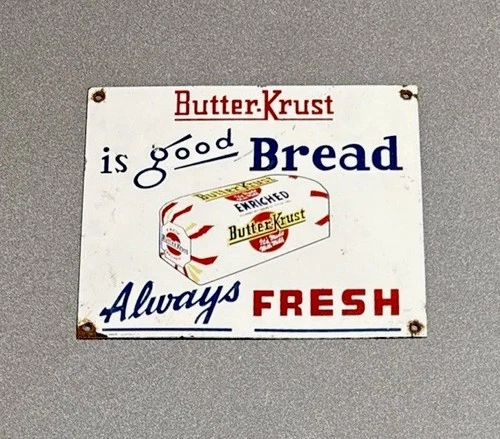 Butter-Krust
is good Bread
Butter-Krust
ENRICHED
Butter-Krust
Always FRESH